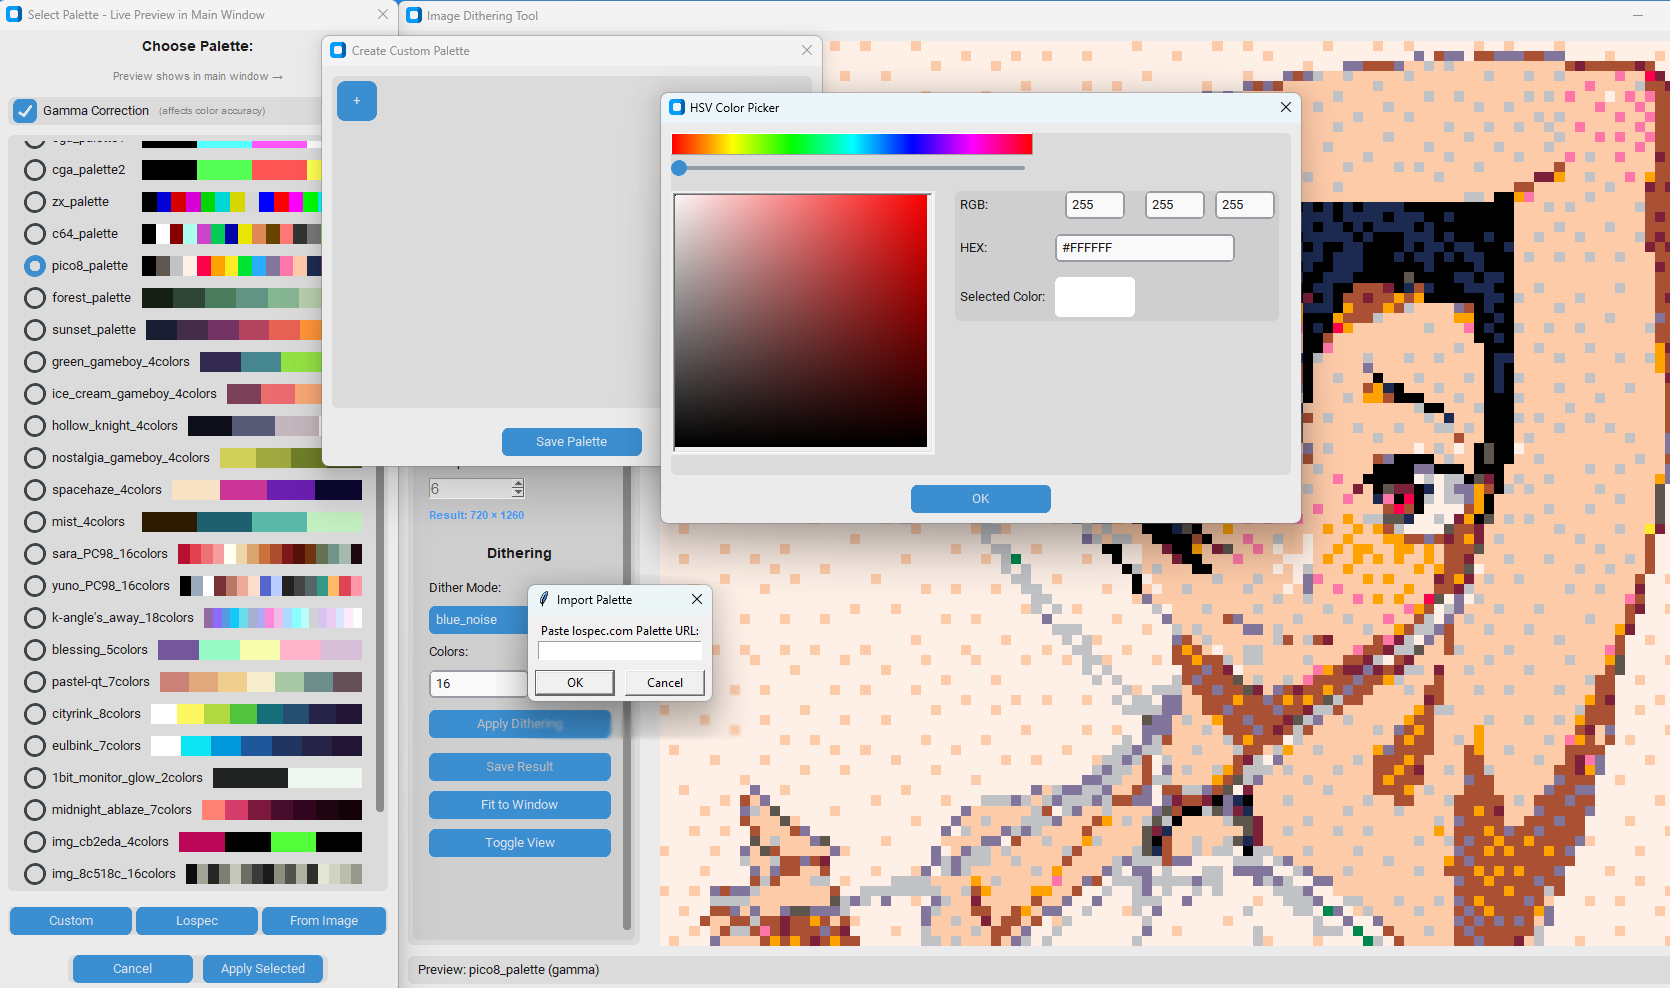 Select Palette - Live Preview in Main Window
Choose Palette:
Preview shows in main window →
Gamma Correction (affects color accuracy)
cga_palette2
zx_palette
c64_palette
pico8_palette
forest_palette
sunset_palette
green_gameboy_4colors
ice_cream_gameboy_4colors
hollow_knight_4colors
nostalgia_gameboy_4colors
spacehaze_4colors
mist_4colors
sara_PC98_16colors
yuno_PC98_16colors
k-angle's_away_18colors
blessing_5colors
pastel-qt_7colors
cityrink_8colors
eulbink_7colors
1bit_monitor_glow_2colors
midnight_ablaze_7colors
img_cb2eda_4colors
img_8c518c_16colors
Custom
Lospec
From Image
Cancel
Apply Selected
Image Dithering Tool
Create Custom Palette
+
Save Palette
HSV Color Picker
RGB:
255
255
255
HEX:
#FFFFFF
Selected Color:
OK
6
Result: 720 × 1260
Dithering
Dither Mode:
blue_noise
Colors:
16
Apply Dithering
Save Result
Fit to Window
Toggle View
Import Palette
Paste lospec.com Palette URL:
OK
Cancel
Preview: pico8_palette (gamma)